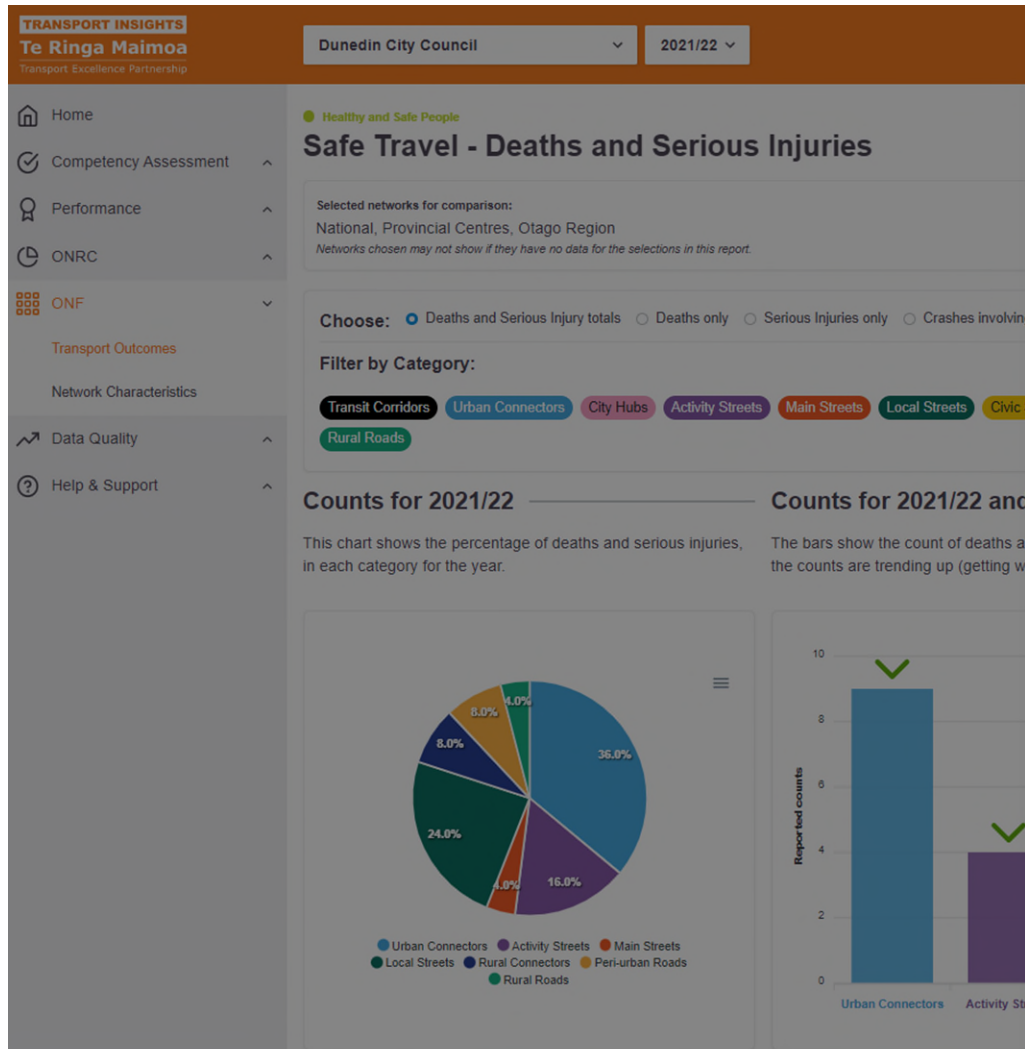 TRANSPORT INSIGHTS
Te Ringa Maimoa
Transport Excellence Partnership
Dunedin City Council
2021/22
Home
Competency Assessment
Performance
ONRC
ONF
Transport Outcomes
Network Characteristics
Data Quality
Help & Support
Healthy and Safe People
Safe Travel - Deaths and Serious Injuries
Selected networks for comparison:
National, Provincial Centres, Otago Region
Networks chosen may not show if they have no data for the selections in this report.
Choose: Deaths and Serious Injury totals Deaths only Serious Injuries only Crashes involvin
Filter by Category:
Transit Corridors Urban Connectors City Hubs Activity Streets Main Streets Local Streets Civic
Rural Roads
Counts for 2021/22
This chart shows the percentage of deaths and serious injuries,
in each category for the year.
4.0%
8.0%
8.0%
36.0%
24.0%
4.0%
16.0%
Urban Connectors Activity Streets Main Streets
Local Streets Rural Connectors Peri-urban Roads
Rural Roads
Counts for 2021/22 and
The bars show the count of deaths a
the counts are trending up (getting w
Reported counts
10
8
6
4
2
0
Urban Connectors Activity Str